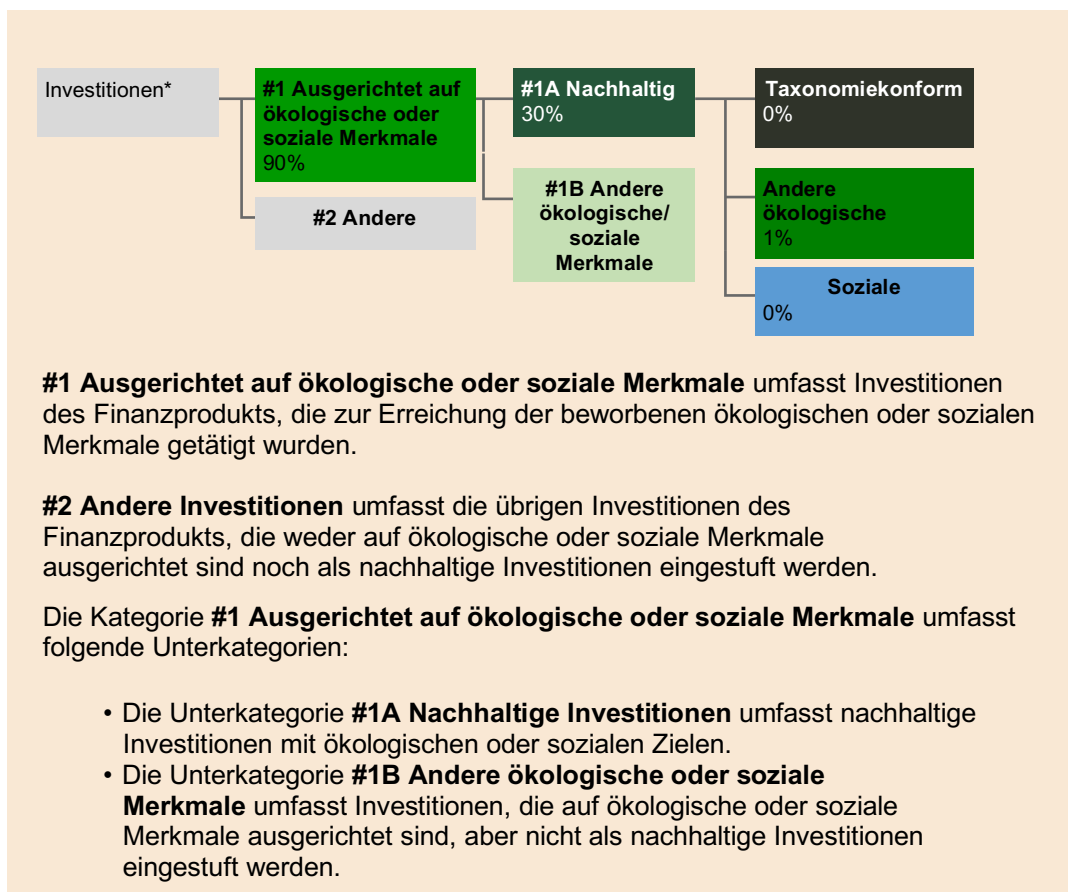 Investitionen*
#1 Ausgerichtet auf
ökologische oder
soziale Merkmale
90%
#2 Andere
#1A Nachhaltig
30%
#1B Andere
ökologische/
soziale
Merkmale
Taxonomiekonform
0%
Andere
ökologische
1%
Soziale
0%
#1 Ausgerichtet auf ökologische oder soziale Merkmale umfasst Investitionen
des Finanzprodukts, die zur Erreichung der beworbenen ökologischen oder sozialen
Merkmale getätigt wurden.
#2 Andere Investitionen umfasst die übrigen Investitionen des
Finanzprodukts, die weder auf ökologische oder soziale Merkmale
ausgerichtet sind noch als nachhaltige Investitionen eingestuft werden.
Die Kategorie #1 Ausgerichtet auf ökologische oder soziale Merkmale umfasst
folgende Unterkategorien:
• Die Unterkategorie #1A Nachhaltige Investitionen umfasst nachhaltige
Investitionen mit ökologischen oder sozialen Zielen.
• Die Unterkategorie #1B Andere ökologische oder soziale
Merkmale umfasst Investitionen, die auf ökologische oder soziale
Merkmale ausgerichtet sind, aber nicht als nachhaltige Investitionen
eingestuft werden.